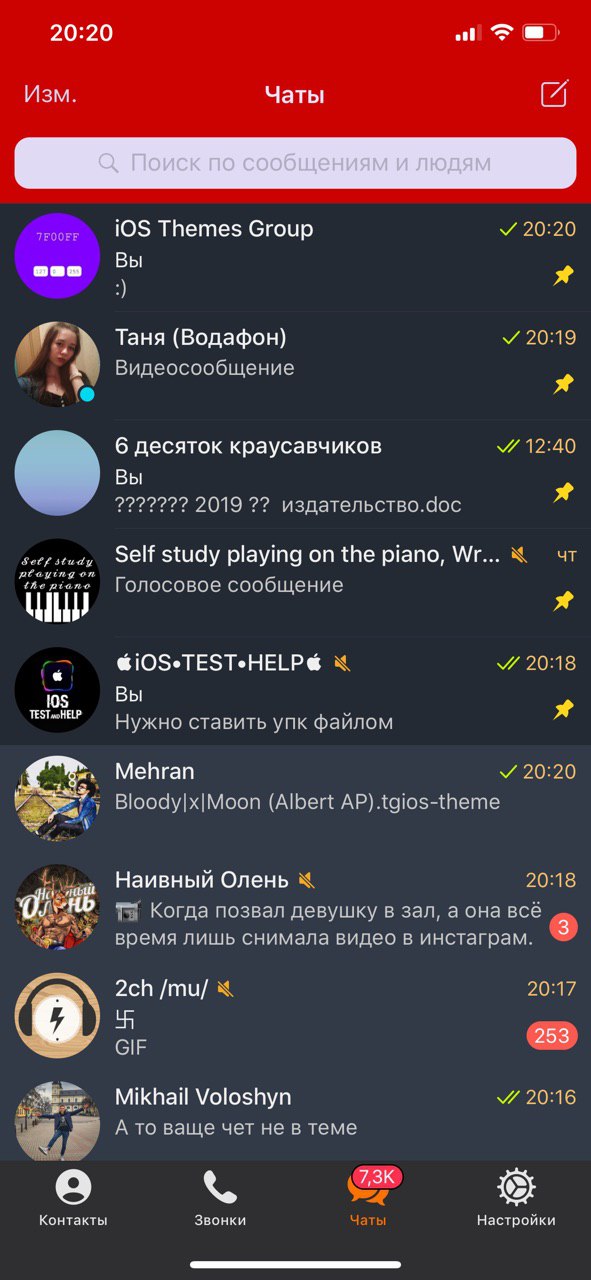 20:20
Изм.
Чаты
Поиск по сообщениям и людям
7F00FF
127 0 255
iOS Themes Group
20:20
Вы
:)
Таня (Водафон)
20:19
Видеосообщение
6 десяток краусавчиков
12:40
Вы
??????? 2019 ?? издательство.doc
Self study
playing on
the piano
Self study playing on the piano, Wr...
чт
Голосовое сообщение
IOS
TEST AND HELP
iOS•TEST•HELP
20:18
Вы
Нужно ставить упк файлом
Mehran
20:20
Bloody|x|Moon (Albert AP).tgios-theme
Наивный
Олень
Наивный Олень
20:18
Когда позвал девушку в зал, а она всё
время лишь снимала видео в инстаграм.
3
2ch /mu/
20:17
卐
GIF
253
Mikhail Voloshyn
20:16
А то ваще чет не в теме
7,3K
Контакты
Звонки
Чаты
Настройки